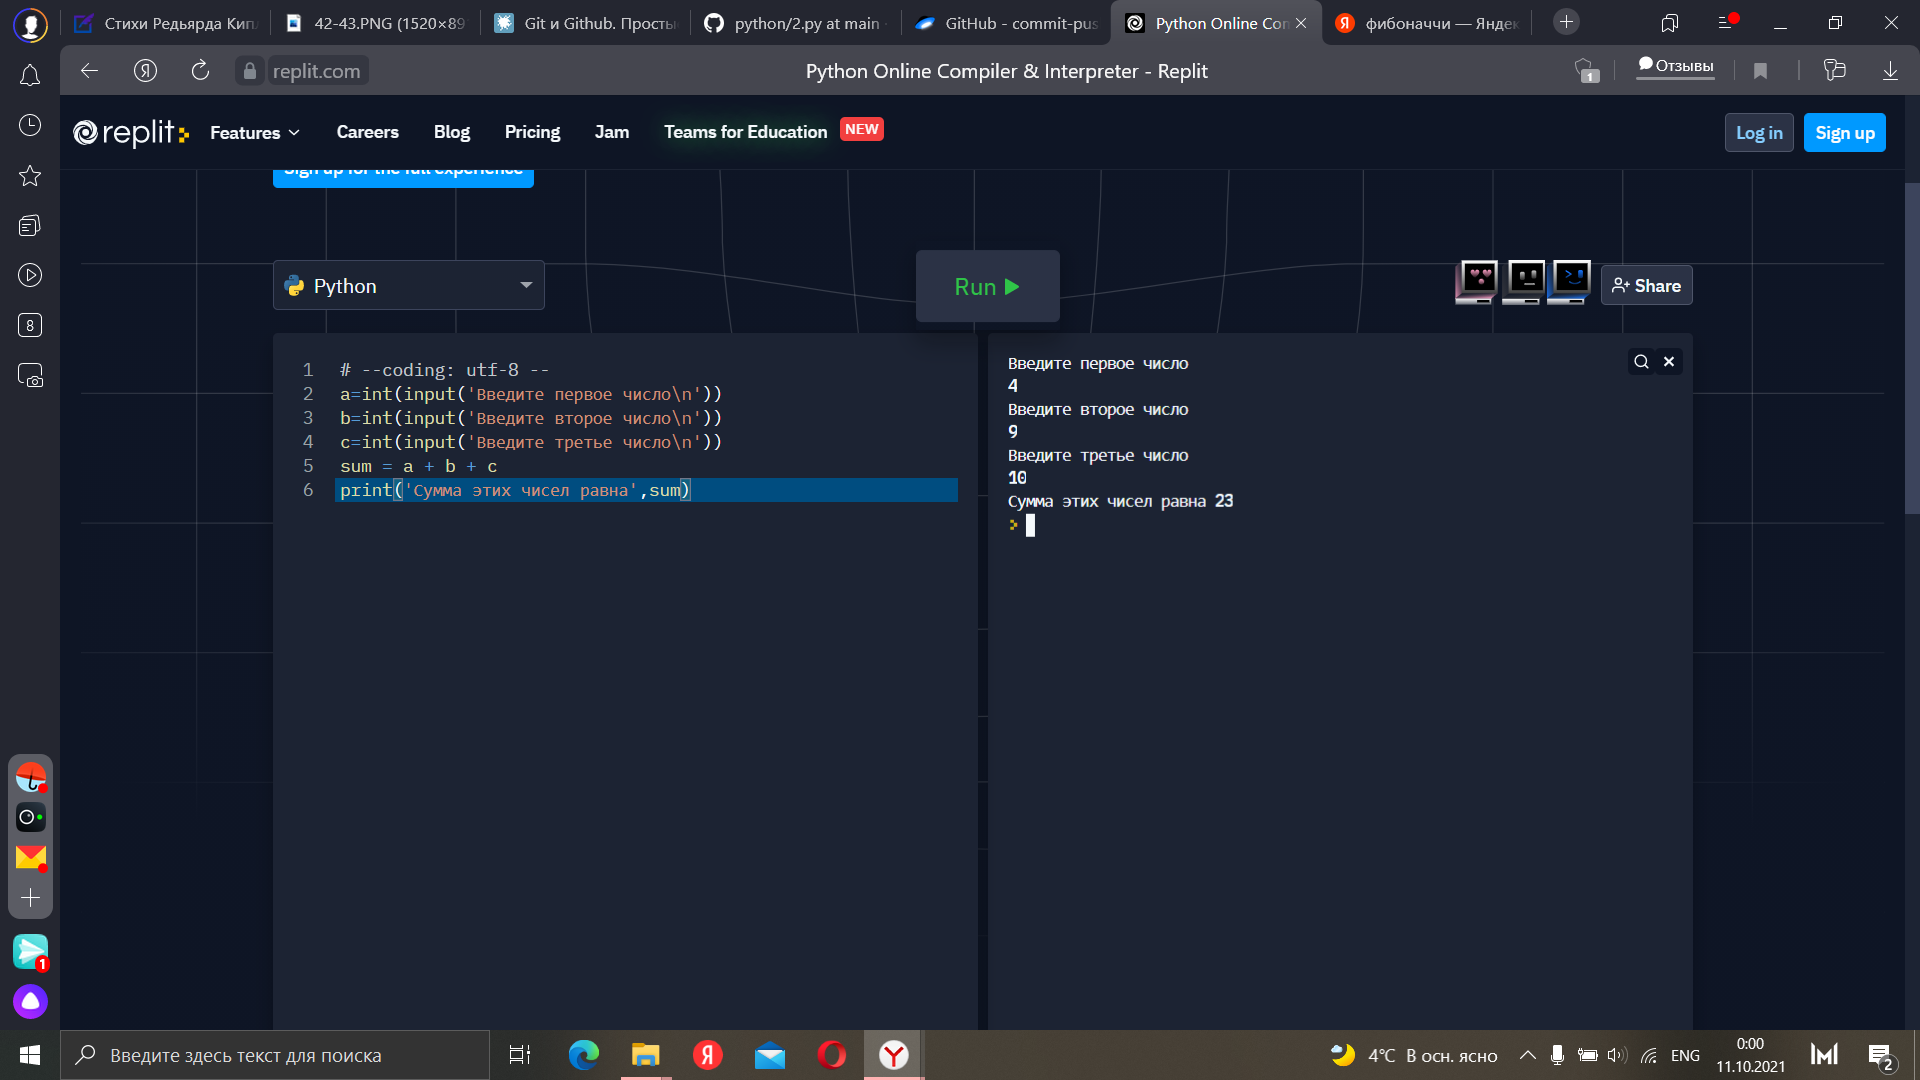 Стихи Редьярда Кип
42-43.PNG (1520×89
Git и Github. Просты
python/2.py at main
GitHub - commit-pus
Python Online Con
фибоначчи — Яндек
replit.com
Python Online Compiler & Interpreter - Replit
1
Отзывы
replit
Features
Careers
Blog
Pricing
Jam
Teams for Education
NEW
Log in
Sign up
Sign up for the full experience
Python
Run
Share
8
1 # --coding: utf-8 --
2 a=int(input('Введите первое число\n'))
3 b=int(input('Введите второе число\n'))
4 c=int(input('Введите третье число\n'))
5 sum = a + b + c
6 print('Сумма этих чисел равна',sum)
Введите первое число
4
Введите второе число
9
Введите третье число
10
Сумма этих чисел равна 23
>
1
Введите здесь текст для поиска
4°C В осн. ясно
ENG
0:00
11.10.2021
2